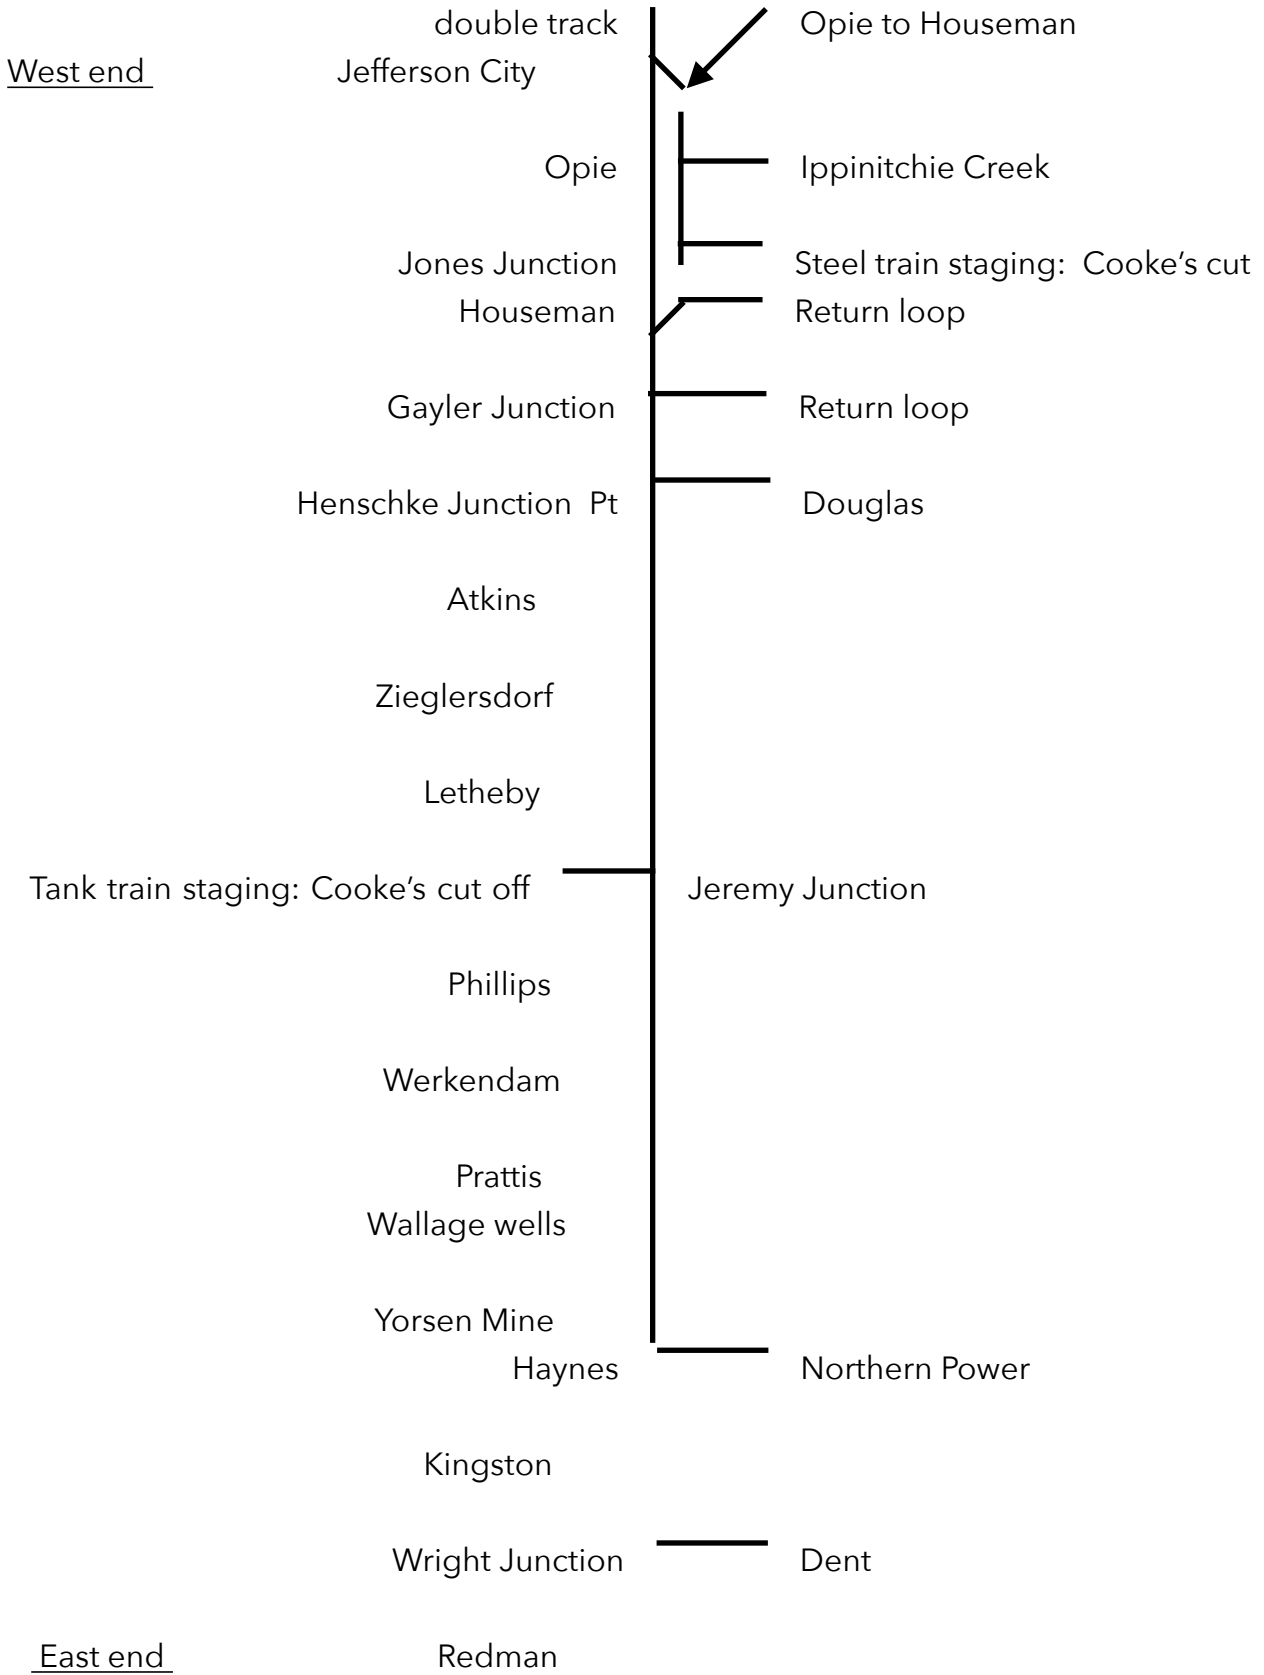 double track Opie to Houseman
West end Jefferson City
Opie Ippinitchie Creek
Jones Junction Steel train staging: Cooke's cut
Houseman Return loop
Gayler Junction Return loop
Henschke Junction Pt Douglas
Atkins
Zieglersdorf
Letheby
Tank train staging: Cooke's cut off Jeremy Junction
Phillips
Werkendam
Prattis
Wallage wells
Yorsen Mine
Haynes Northern Power
Kingston
Wright Junction Dent
East end Redman